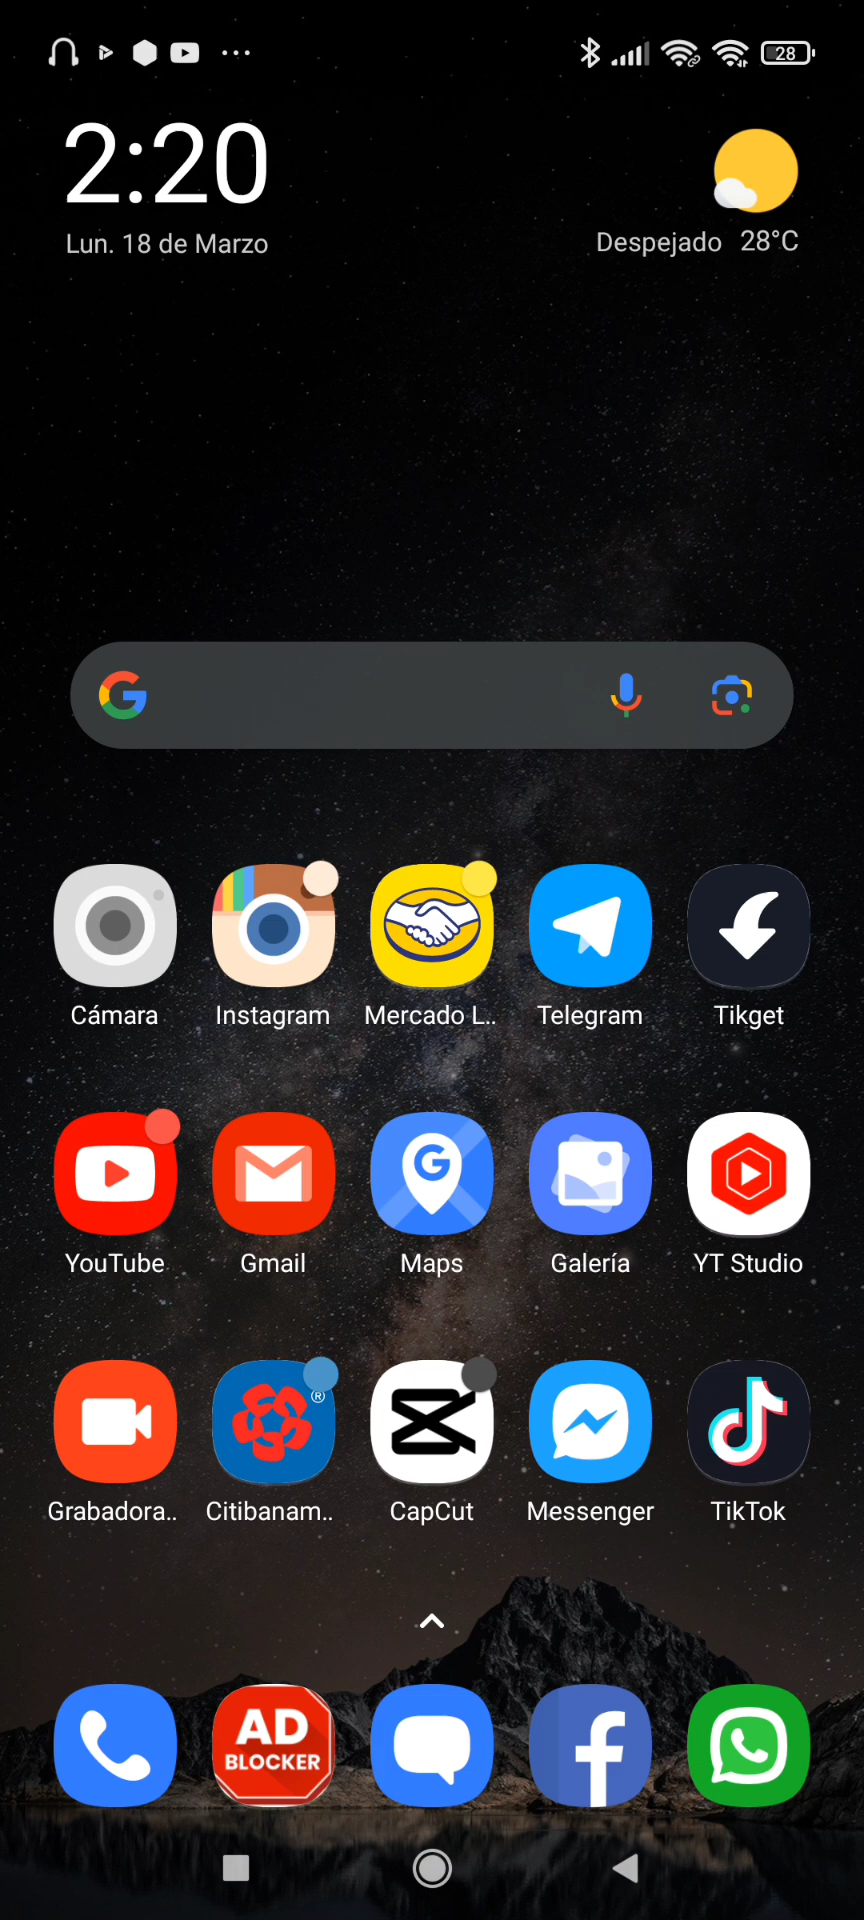 28
2:20
Lun. 18 de Marzo
Despejado 28°C
Cámara
Instagram
Mercado L..
Telegram
Tikget
YouTube
Gmail
Maps
Galería
YT Studio
®
Grabadora..
Citibanam..
CapCut
Messenger
TikTok
AD
BLOCKER